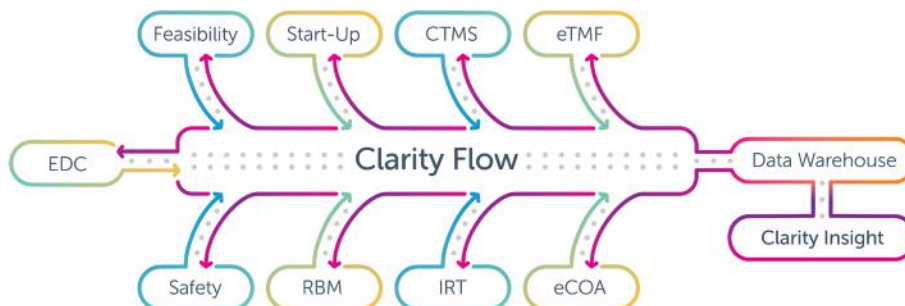 Feasibility
Start-Up
CTMS
eTMF
EDC
Clarity Flow
Data Warehouse
Clarity Insight
Safety
RBM
IRT
eCOA